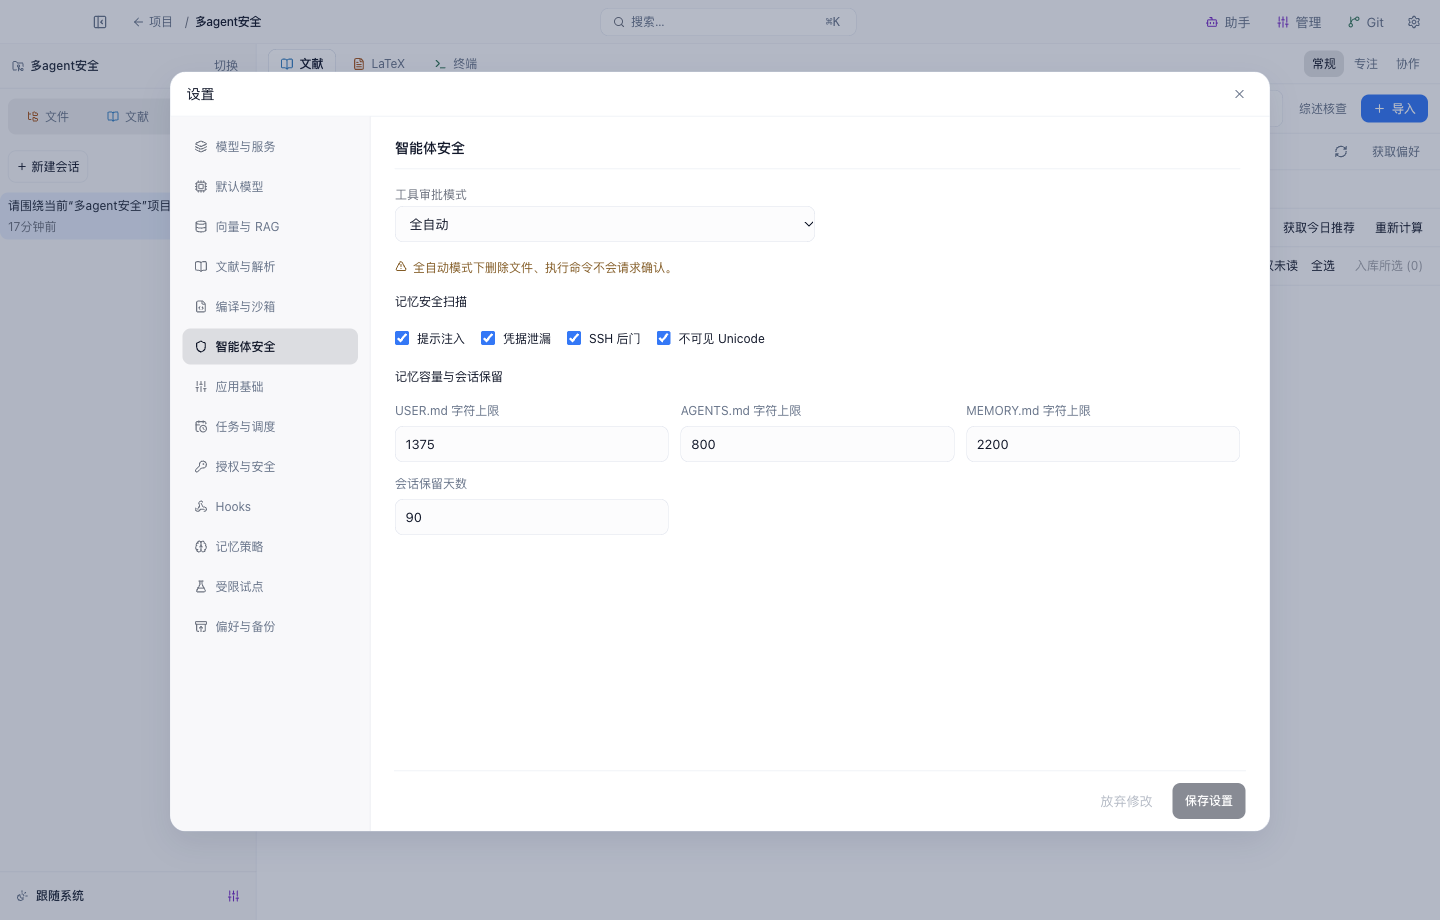 项目 / 多agent安全
搜索... ⌘K
助手 管理 Git
多agent安全 切换
文献 LaTeX 终端
常规 专注 协作
文件 文献
综述核查 + 导入
获取偏好
+ 新建会话
请围绕当前“多agent安全”项目
17分钟前
获取今日推荐 重新计算
未读 全选 入库所选 (0)
设置
模型与服务
默认模型
向量与 RAG
文献与解析
编译与沙箱
智能体安全
应用基础
任务与调度
授权与安全
Hooks
记忆策略
受限试点
偏好与备份
智能体安全
工具审批模式
全自动
全自动模式下删除文件、执行命令不会请求确认。
记忆安全扫描
提示注入 凭据泄漏 SSH 后门 不可见 Unicode
记忆容量与会话保留
USER.md 字符上限 AGENTS.md 字符上限 MEMORY.md 字符上限
1375 800 2200
会话保留天数
90
放弃修改 保存设置
跟随系统